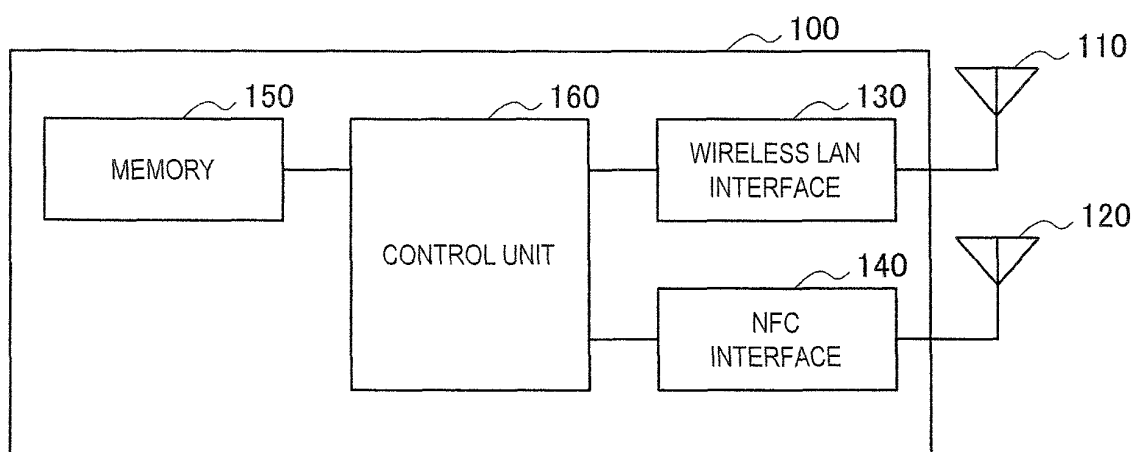 100
110
150
160
130
MEMORY
WIRELESS LAN
INTERFACE
120
CONTROL UNIT
140
NFC
INTERFACE